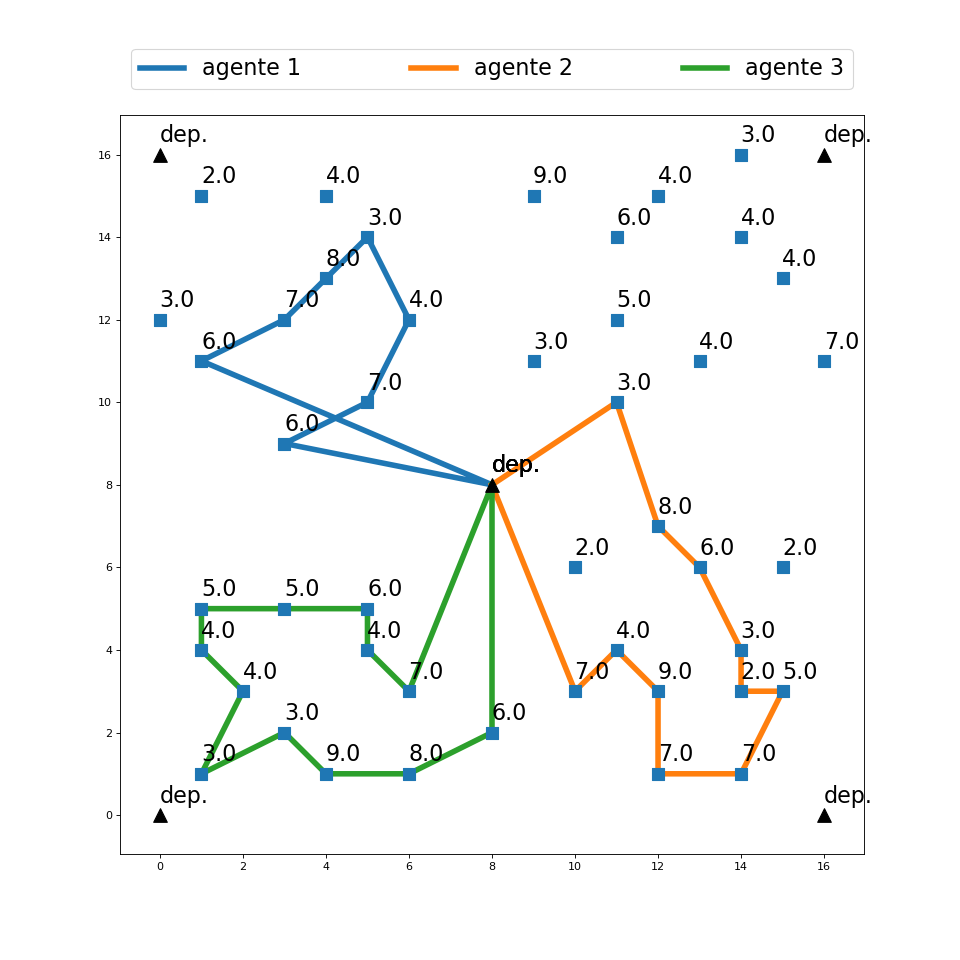 agente 1 agente 2 agente 3
dep. 3.0 dep.
16
2.0 4.0 9.0 4.0
3.0 6.0 4.0
14
8.0 4.0
3.0 7.0 4.0 5.0
12
6.0 3.0 4.0 7.0
7.0 3.0
10
6.0
dep.
8
8.0
2.0 6.0 2.0
6
5.0 5.0 6.0
4.0 4.0 4.0 3.0
4
4.0 7.0 7.0 9.0 2.0 5.0
3.0 6.0
2
3.0 9.0 8.0 7.0 7.0
dep. dep.
0
0 2 4 6 8 10 12 14 16